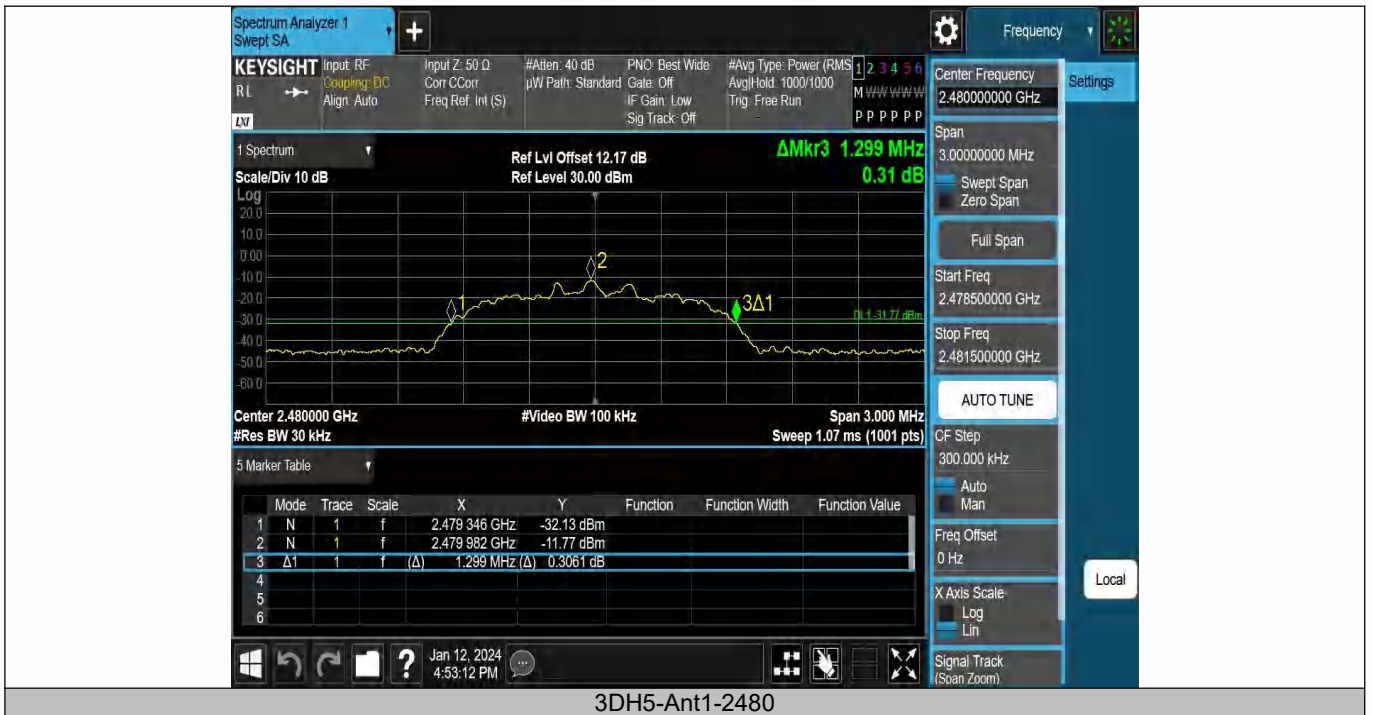 Spectrum Analyzer 1
Swept SA
Frequency
KEYSIGHT
RL
LXI
Input: RF
Coupling: DC
Align: Auto
Input Z: 50 Ω
Corr CCorr
Freq Ref: Int (S)
#Atten: 40 dB
µW Path: Standard
PNO: Best Wide
Gate: Off
IF Gain: Low
Sig Track: Off
#Avg Type: Power (RMS
Avg|Hold: 1000/1000
Trig: Free Run
1 2 3 4 5 6
M W W W W W
P P P P P P
1 Spectrum
Scale/Div 10 dB
Ref Lvl Offset 12.17 dB
Ref Level 30.00 dBm
ΔMkr3 1.299 MHz
0.31 dB
Log
20.0
10.0
0.00
-10.0
-20.0
-30.0
-40.0
-50.0
-60.0
1
2
3Δ1
DL1 -31.77 dBm
Center 2.480000 GHz
#Video BW 100 kHz
Span 3.000 MHz
#Res BW 30 kHz
Sweep 1.07 ms (1001 pts)
5 Marker Table
Mode Trace Scale X Y Function Function Width Function Value
1 N 1 f 2.479 346 GHz -32.13 dBm
2 N 1 f 2.479 982 GHz -11.77 dBm
3 Δ1 1 f (Δ) 1.299 MHz (Δ) 0.3061 dB
4
5
6
Jan 12, 2024
4:53:12 PM
?
Center Frequency
2.480000000 GHz
Settings
Span
3.00000000 MHz
Swept Span
Zero Span
Full Span
Start Freq
2.478500000 GHz
Stop Freq
2.481500000 GHz
AUTO TUNE
CF Step
300.000 kHz
Auto
Man
Freq Offset
0 Hz
X Axis Scale
Log
Lin
Local
Signal Track
(Span Zoom)
3DH5-Ant1-2480